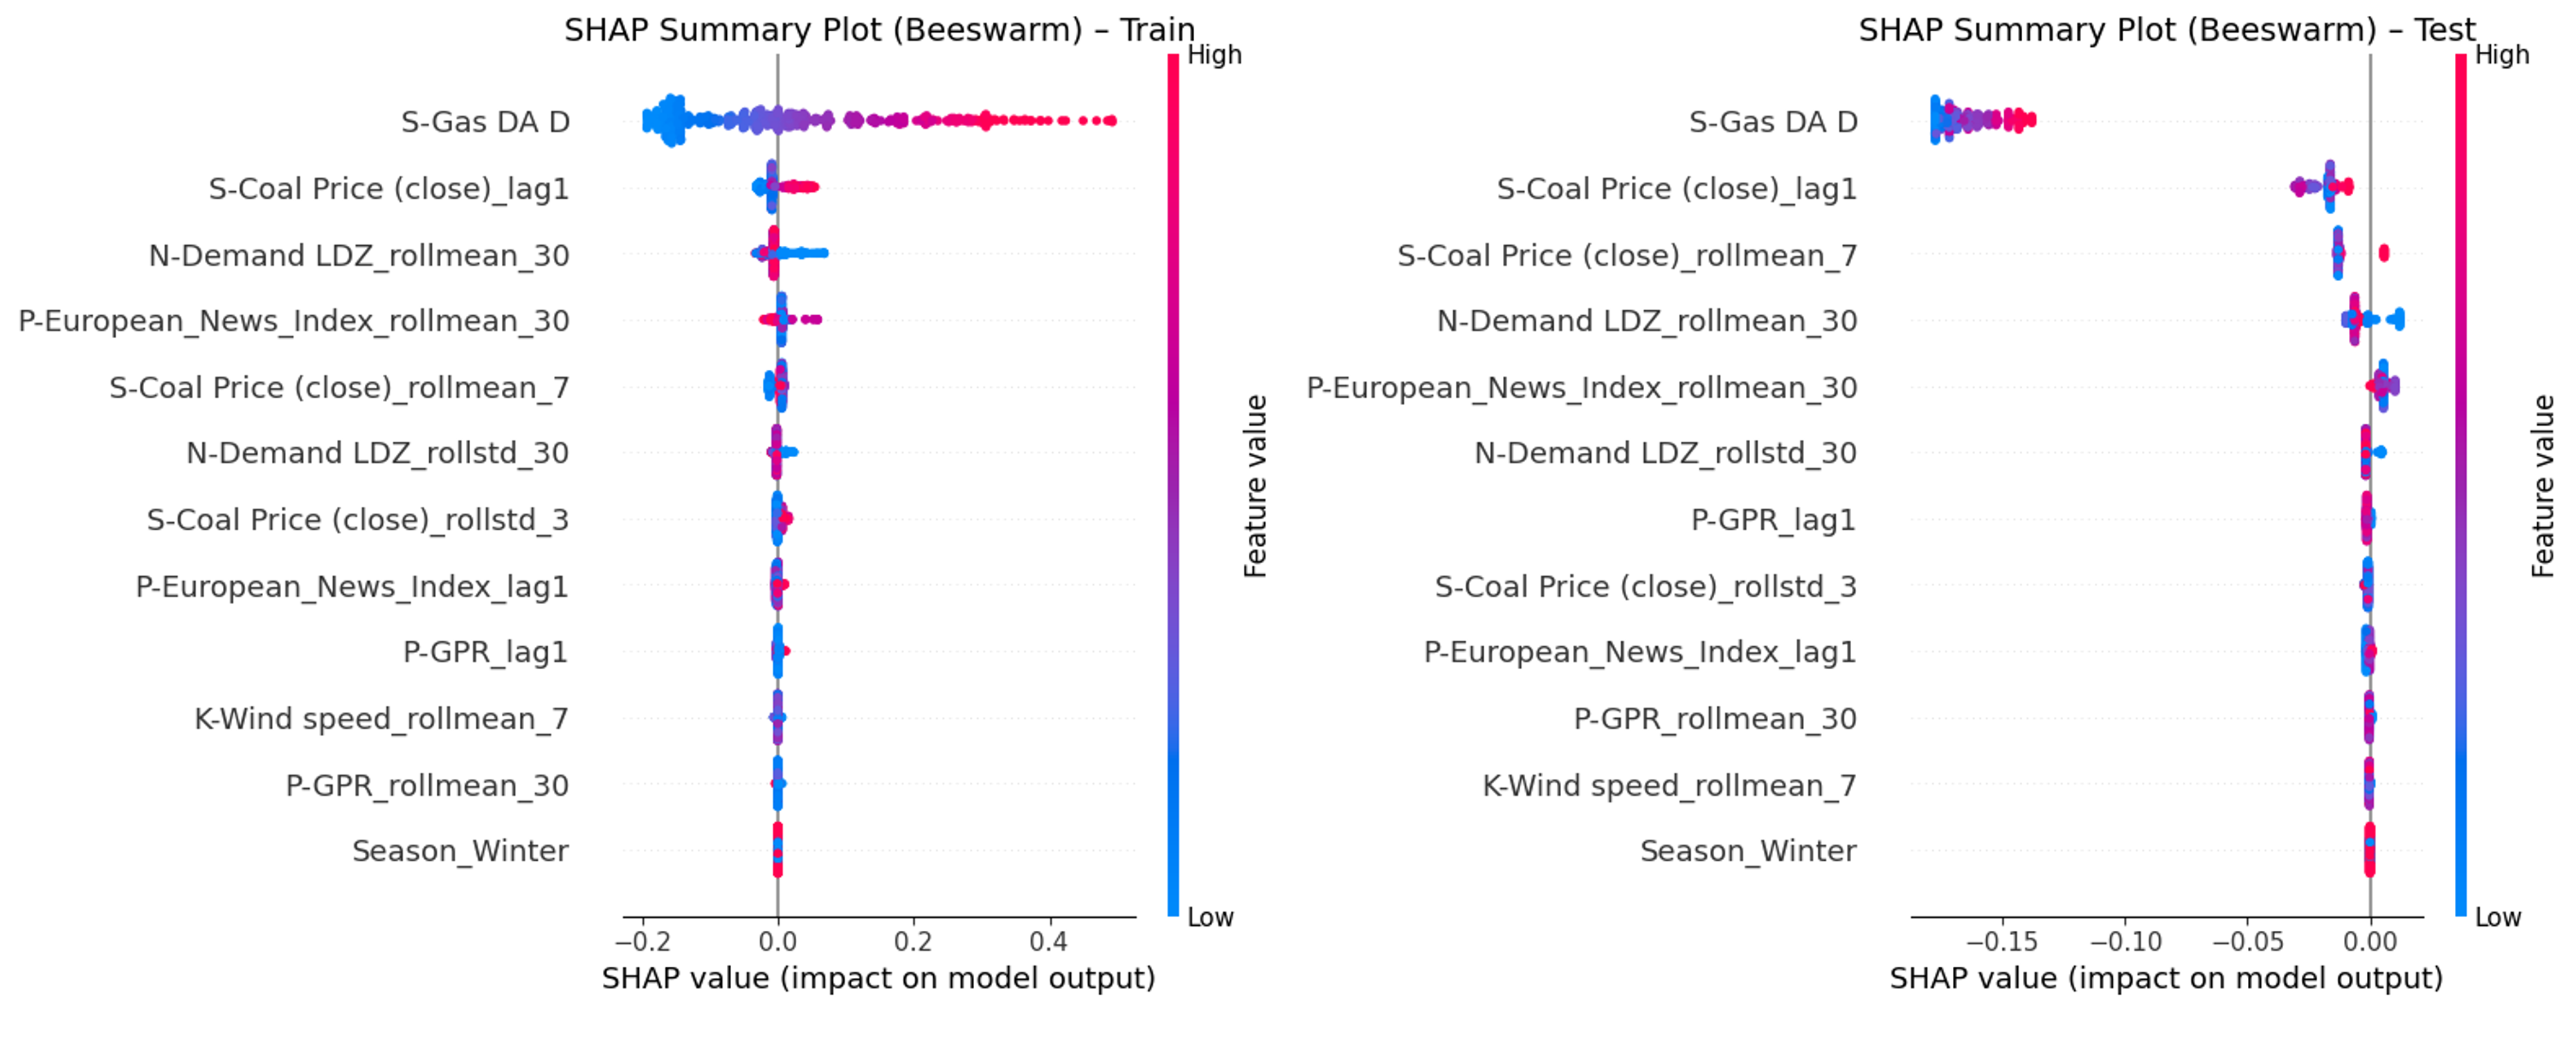 SHAP Summary Plot (Beeswarm) – Train
High
S-Gas DA D
S-Coal Price (close)_lag1
N-Demand LDZ_rollmean_30
P-European_News_Index_rollmean_30
S-Coal Price (close)_rollmean_7
N-Demand LDZ_rollstd_30
S-Coal Price (close)_rollstd_3
P-European_News_Index_lag1
P-GPR_lag1
K-Wind speed_rollmean_7
P-GPR_rollmean_30
Season_Winter
Feature value
Low
−0.2 0.0 0.2 0.4
SHAP value (impact on model output)
SHAP Summary Plot (Beeswarm) – Test
High
S-Gas DA D
S-Coal Price (close)_lag1
S-Coal Price (close)_rollmean_7
N-Demand LDZ_rollmean_30
P-European_News_Index_rollmean_30
N-Demand LDZ_rollstd_30
P-GPR_lag1
S-Coal Price (close)_rollstd_3
P-European_News_Index_lag1
P-GPR_rollmean_30
K-Wind speed_rollmean_7
Season_Winter
Feature value
Low
−0.15 −0.10 −0.05 0.00
SHAP value (impact on model output)